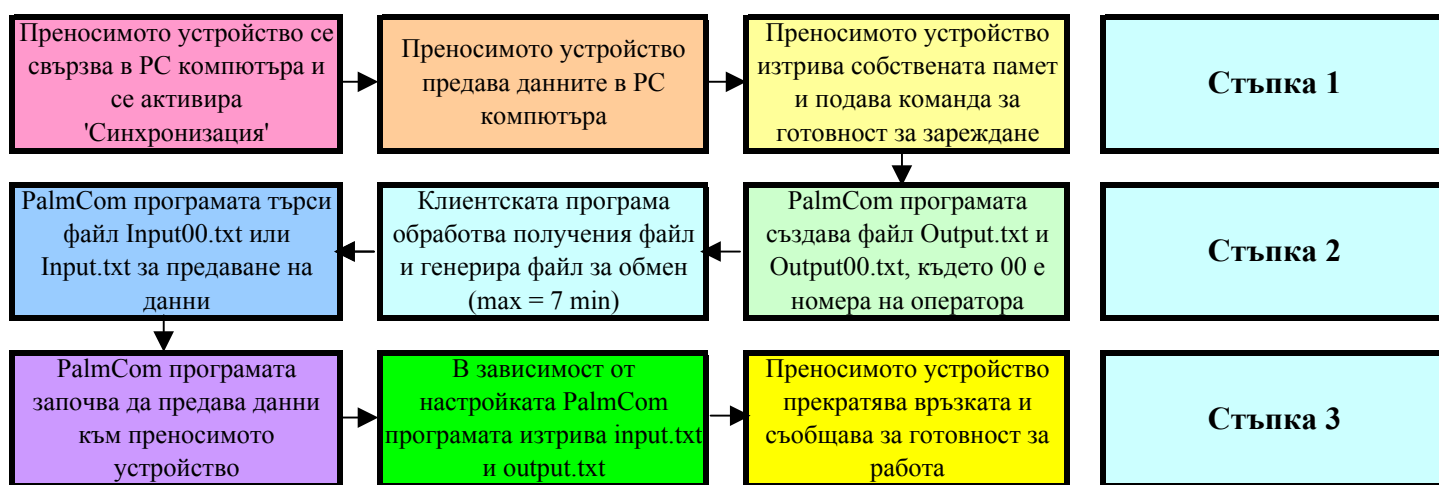 Преносимото устройство се
свързва в PC компютъра и
се активира
'Синхронизация'
Преносимото устройство
предава данните в PC
компютъра
Преносимото устройство
изтрива собствената памет
и подава команда за
готовност за зареждане
Стъпка 1
PalmCom програмата търси
файл Input00.txt или
Input.txt за предаване на
данни
Клиентската програма
обработва получения файл
и генерира файл за обмен
(max = 7 min)
PalmCom програмата
създава файл Output.txt и
Output00.txt, където 00 е
номера на оператора
Стъпка 2
PalmCom програмата
започва да предава данни
към преносимото
устройство
В зависимост от
настройката PalmCom
програмата изтрива input.txt
и output.txt
Преносимото устройство
прекратява връзката и
съобщава за готовност за
работа
Стъпка 3